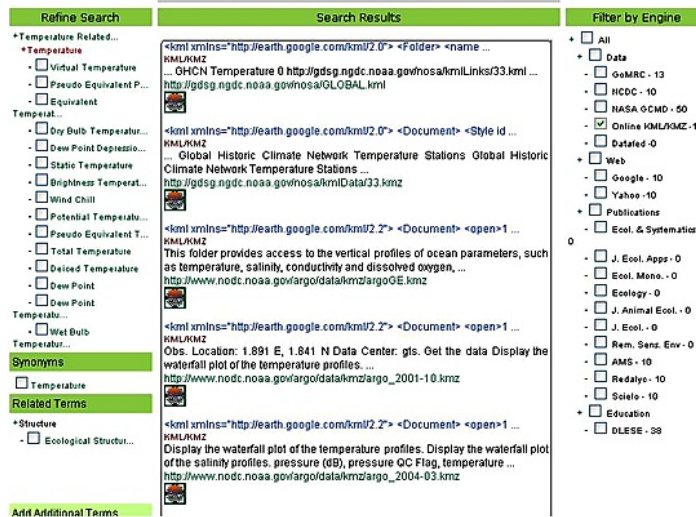 Refine Search
*Temperature Related...
*Temperature
- Virtual Temperature
- Pseudo Equivalent P...
- Equivalent
Temperat...
- Dry Bulb Temperatur...
- Dew Point Depressio...
- Static Temperature
- Brightness Temperat...
- Wind Chill
- Potential Temperatu...
- Pseudo Equivalent T...
- Total Temperature
- Deiced Temperature
- Dew Point
- Dew Point
Temperatu...
- Wet Bulb
Temperatur...
Synonyms
Temperature
Related Terms
*Structure
- Ecological Structur...
Add Additional Terms
Search Results
<kml xmlns="http://earth.google.com/kml/2.0"> <Folder> <name ...
KML/KMZ
... GHCN Temperature 0 http://gdsg.ngdc.noaa.gov/nosa/kmlLinks/33.kml ...
http://gdsg.ngdc.noaa.gov/nosa/GLOBAL.kml
<kml xmlns="http://earth.google.com/kml/2.0"> <Document> <Style id ...
KML/KMZ
... Global Historic Climate Network Temperature Stations Global Historic
Climate Network Temperature Stations ...
http://gdsg.ngdc.noaa.gov/nosa/kmlData/33.kmz
<kml xmlns="http://earth.google.com/kml/2.2"> <Document> <open>1 ...
KML/KMZ
This folder provides access to the vertical profiles of ocean parameters, such
as temperature, salinity, conductivity and dissolved oxygen, ...
http://www.nodc.noaa.gov/argo/data/kmz/argoGE.kmz
<kml xmlns="http://earth.google.com/kml/2.2"> <Document> <open>1 ...
KML/KMZ
Obs. Location: 1.891 E, 1.841 N Data Center: gts. Get the data Display the
waterfall plot of the temperature profiles. ...
http://www.nodc.noaa.gov/argo/data/kmz/argo_2001-10.kmz
<kml xmlns="http://earth.google.com/kml/2.2"> <Document> <open>1 ...
KML/KMZ
Display the waterfall plot of the temperature profiles. Display the waterfall plot
of the salinity profiles. pressure (dB), pressure QC Flag, temperature ...
http://www.nodc.noaa.gov/argo/data/kmz/argo_2004-03.kmz
Filter by Engine
+ All
+ Data
- GoMRC - 13
- NCDC - 10
- NASA GCMD - 50
- Online KML/KMZ - 1
- Datafed -0
+ Web
- Google - 10
- Yahoo -10
+ Publications
- Ecol. & Systematics
0
- J. Ecol. Apps - 0
- Ecol. Mono. - 0
- Ecology - 0
- J. Animal Ecol. - 0
- J. Ecol. - 0
- Rem. Sens. Env - 0
- AMS - 10
- Redalyc - 10
- Scielo - 10
+ Education
- DLESE - 38